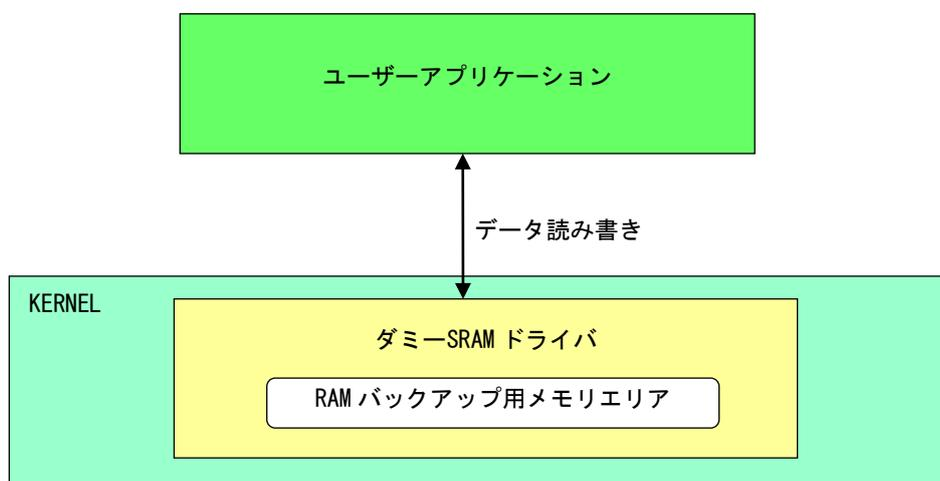 ユーザーアプリケーション
データ読み書き
KERNEL
ダミーSRAM ドライバ
RAM バックアップ用メモリエリア